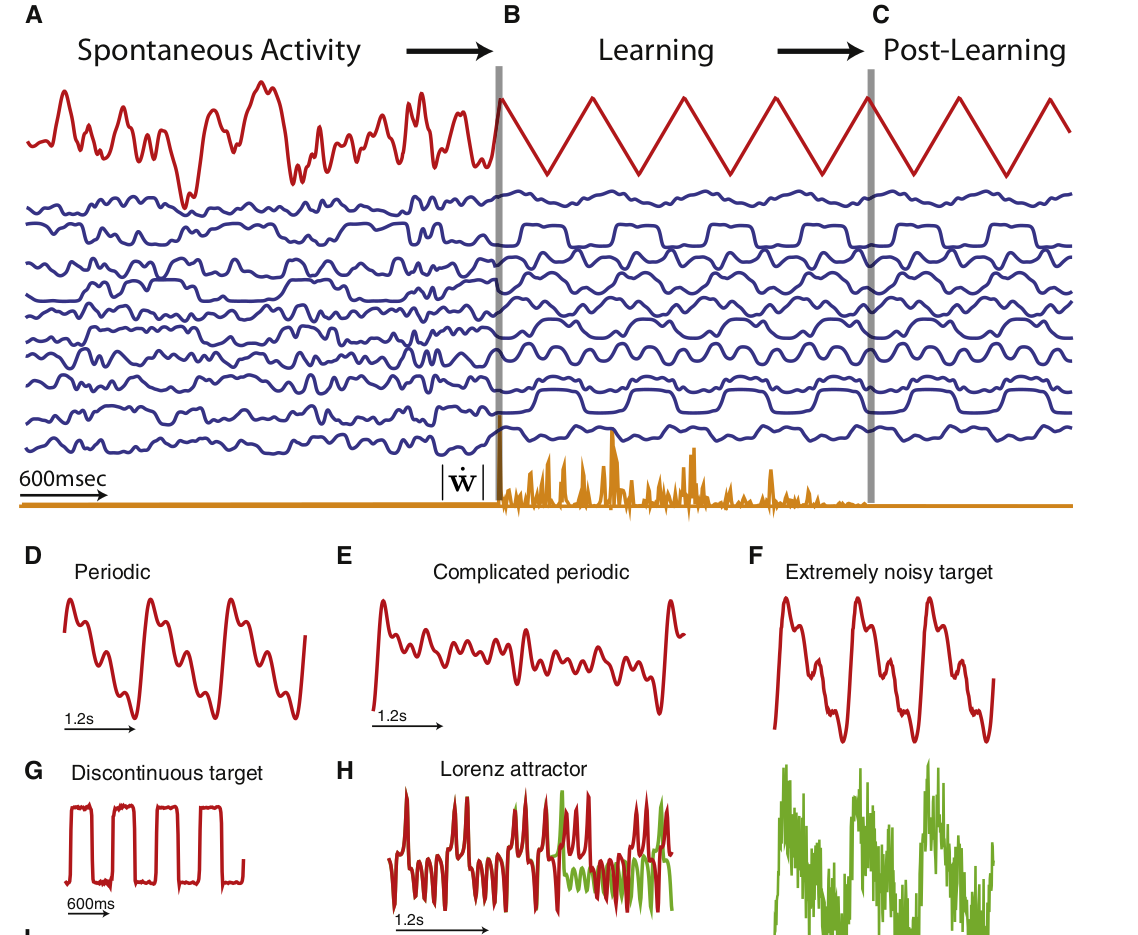 A
B
C
Spontaneous Activity
Learning
Post-Learning
600msec
|ẇ|
D
Periodic
1.2s
E
Complicated periodic
1.2s
F
Extremely noisy target
G
Discontinuous target
600ms
H
Lorenz attractor
1.2s